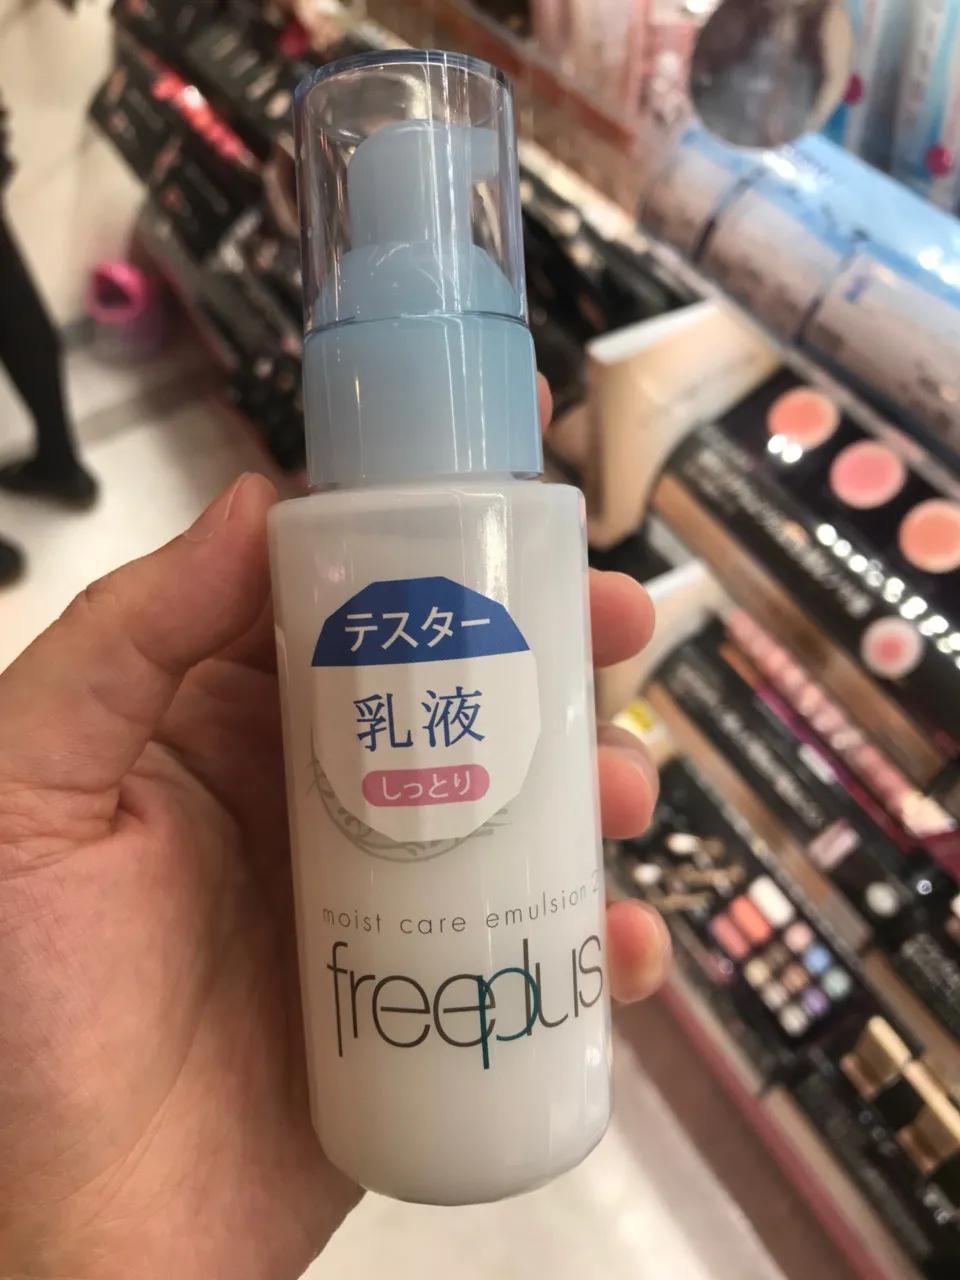 テスター
乳液
しっとり
moist care emulsion 2
freeplus